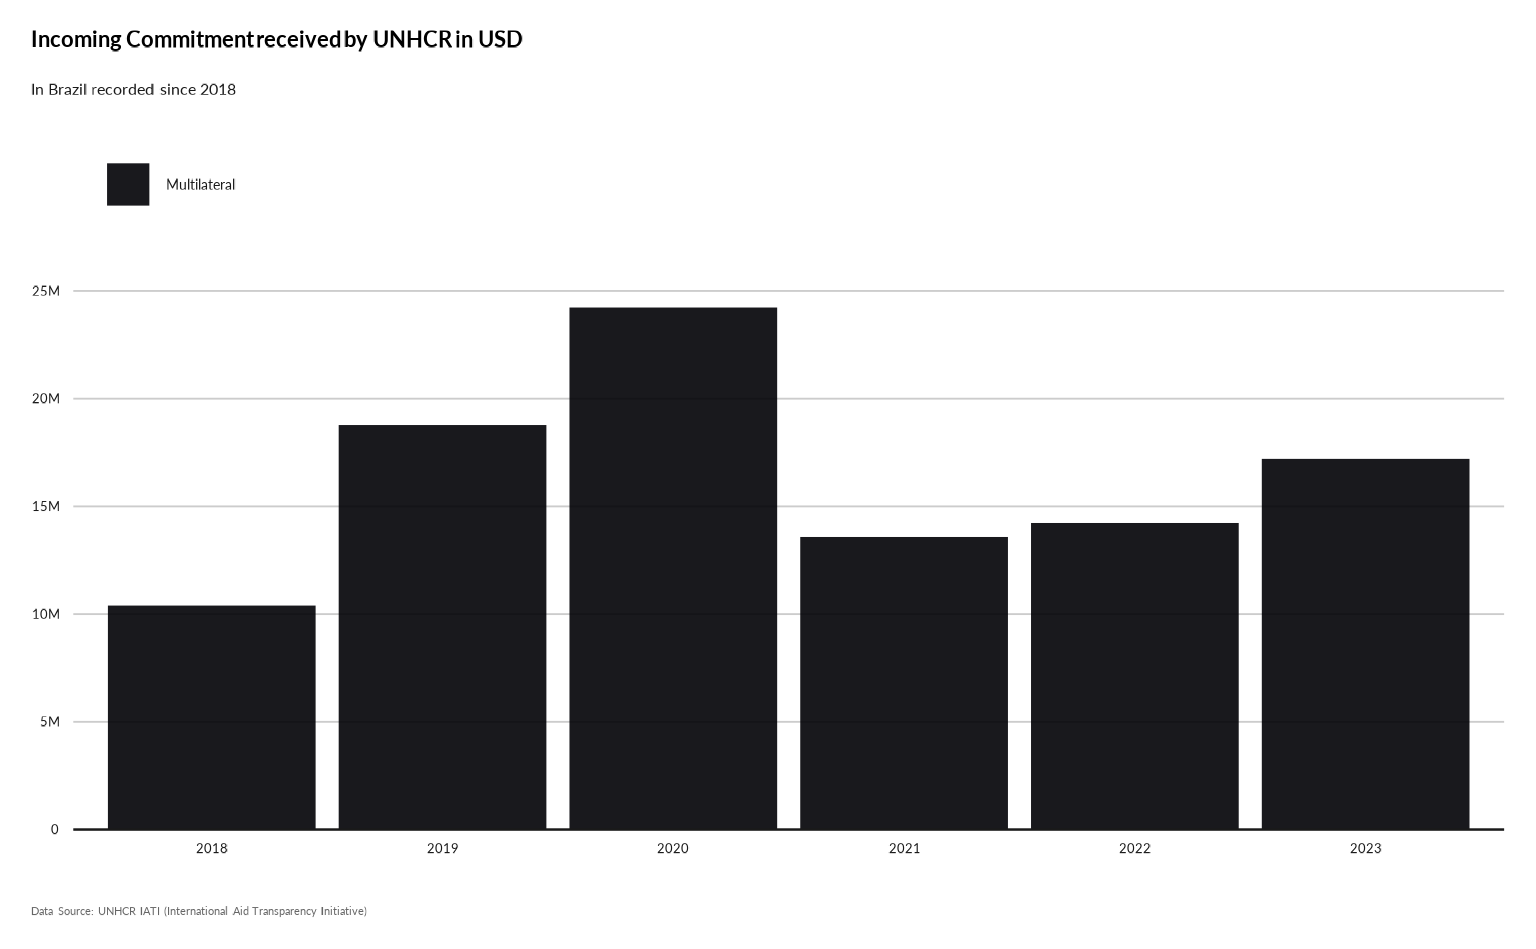 Incoming Commitment received by UNHCR in USD
In Brazil recorded since 2018
Multilateral
25M
20M
15M
10M
5M
0
2018 2019 2020 2021 2022 2023
Data Source: UNHCR IATI (International Aid Transparency Initiative)